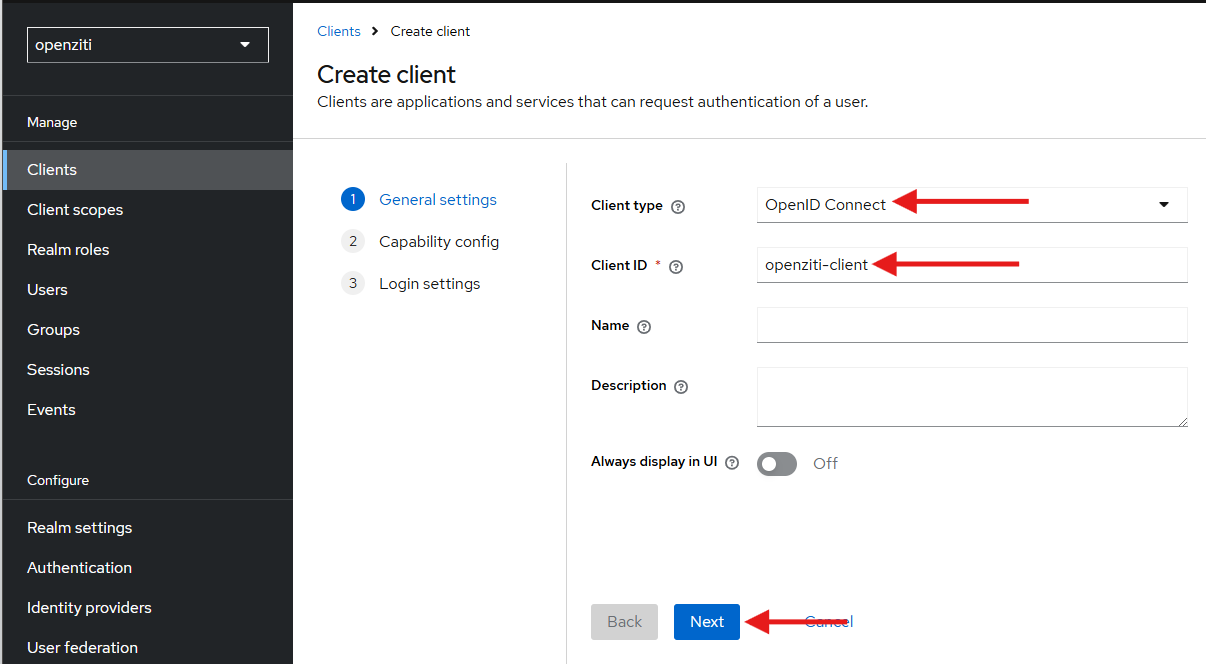 openziti
Manage
Clients
Client scopes
Realm roles
Users
Groups
Sessions
Events
Configure
Realm settings
Authentication
Identity providers
User federation
Clients > Create client
Create client
Clients are applications and services that can request authentication of a user.
1 General settings
2 Capability config
3 Login settings
Client type ?
OpenID Connect
Client ID * ?
openziti-client
Name ?
Description ?
Always display in UI ?
Off
Back
Next
Cancel